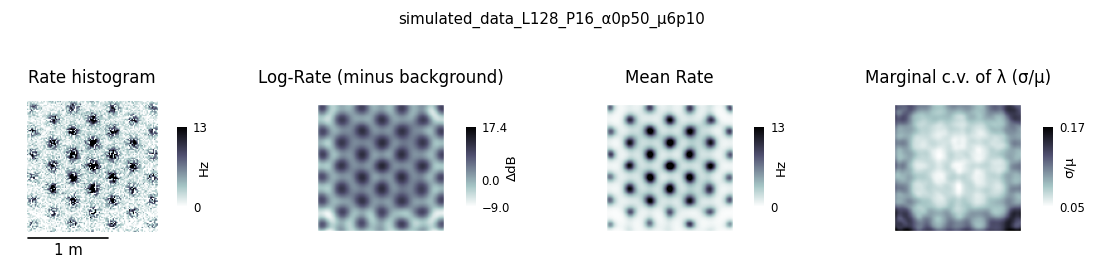 simulated_data_L128_P16_α0p50_μ6p10
Rate histogram
13
Hz
0
1 m
Log-Rate (minus background)
17.4
0.0
ΔdB
−9.0
Mean Rate
13
Hz
0
Marginal c.v. of λ (σ/μ)
0.17
σ/μ
0.05